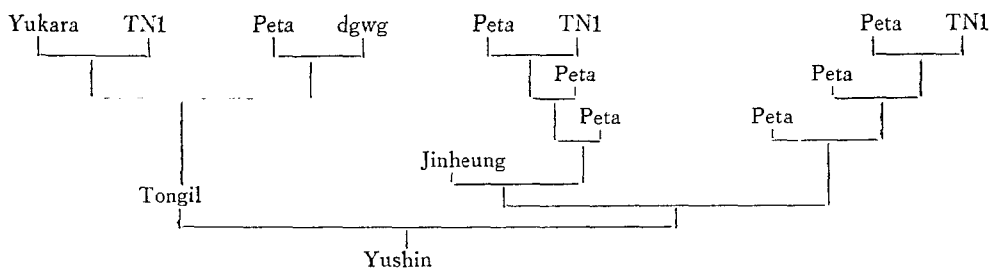 Yukara TN1 Peta dgwg Peta TN1 Peta TN1
Peta Peta
Peta Peta
Jinheung
Tongil
Yushin